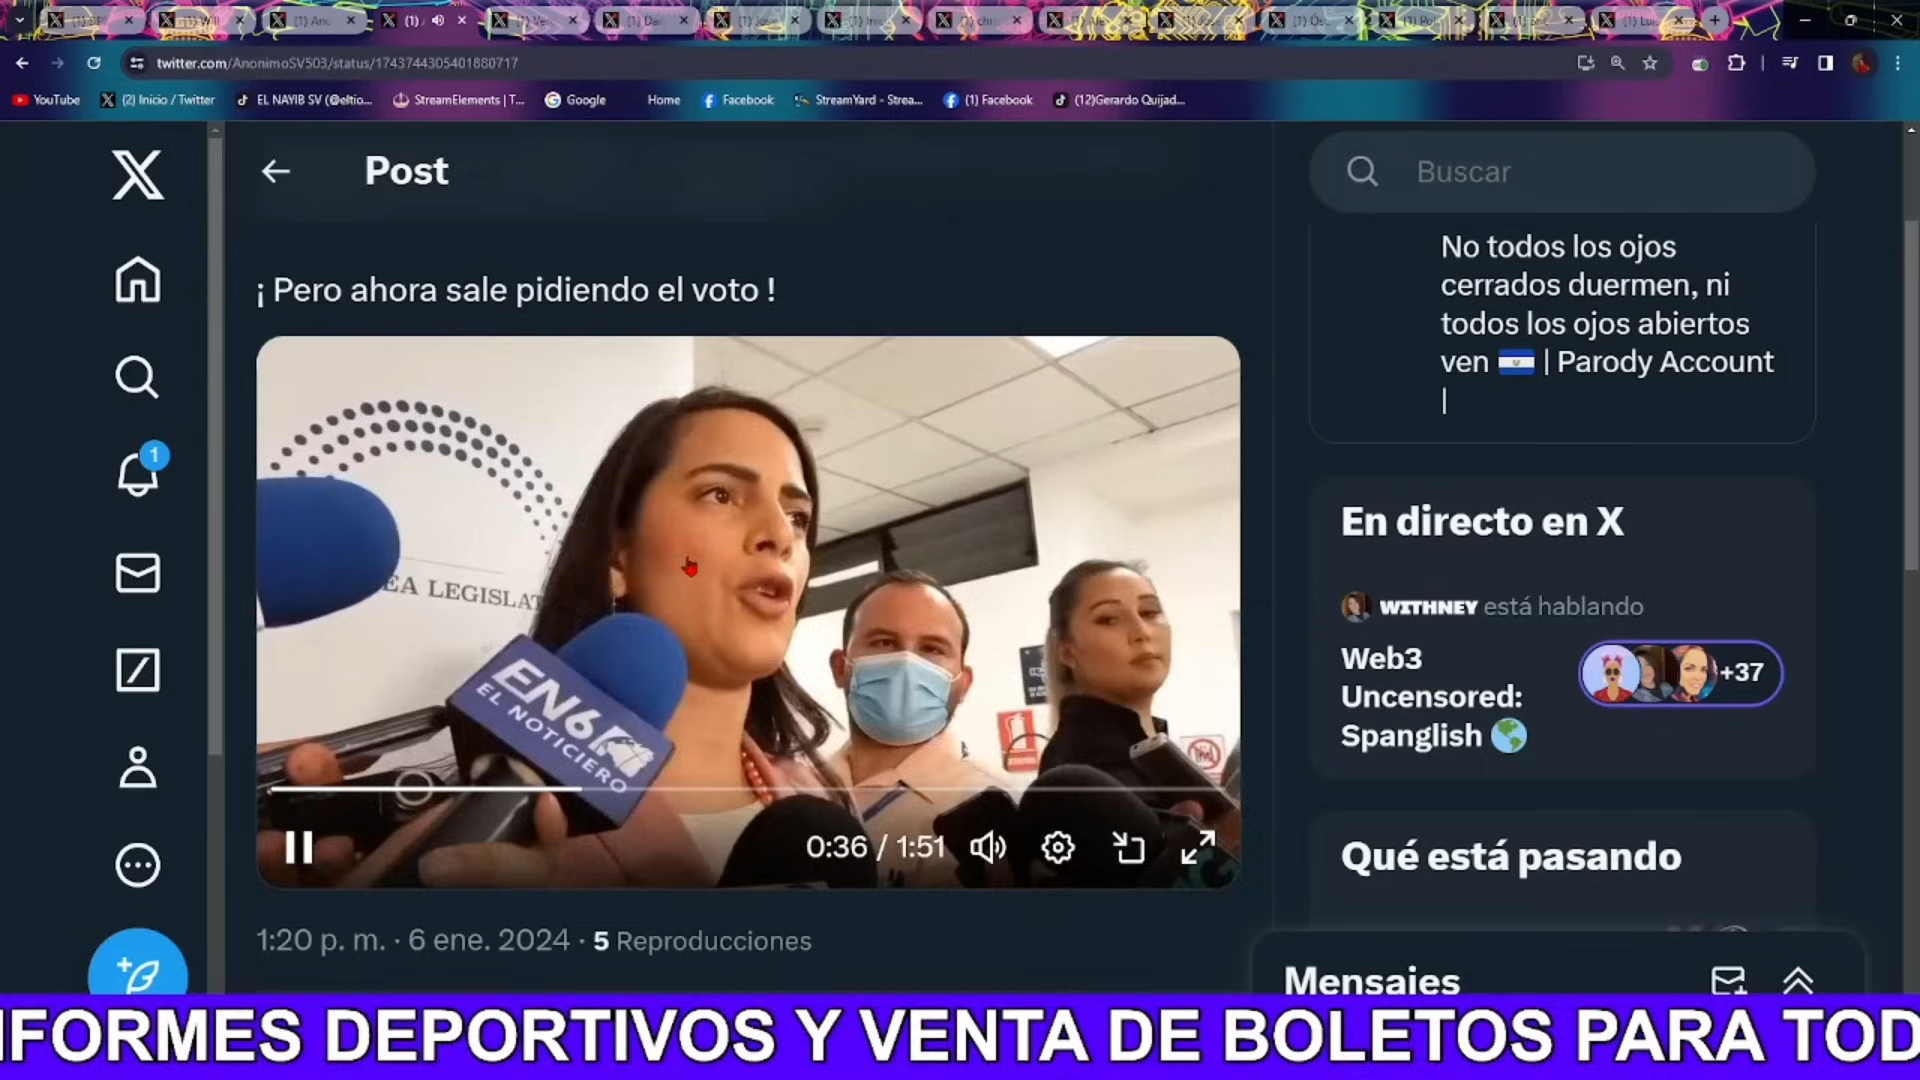 twitter.com/AnonimoSV503/status/1743744305401880717
YouTube
(2) Inicio / Twitter
EL NAYIB SV (@eltio...
StreamElements | T...
Google
Home
Facebook
StreamYard - Strea...
(1) Facebook
(12)Gerardo Quijad...
Post
Buscar
¡ Pero ahora sale pidiendo el voto !
No todos los ojos
cerrados duermen, ni
todos los ojos abiertos
ven | Parody Account
|
EA LEGISLAT
EN6
EL NOTICIERO
0:36 / 1:51
1
En directo en X
WITHNEY está hablando
Web3
Uncensored:
Spanglish
+37
Qué está pasando
1:20 p. m. · 6 ene. 2024 · 5 Reproducciones
Mensajes
NFORMES DEPORTIVOS Y VENTA DE BOLETOS PARA TOD